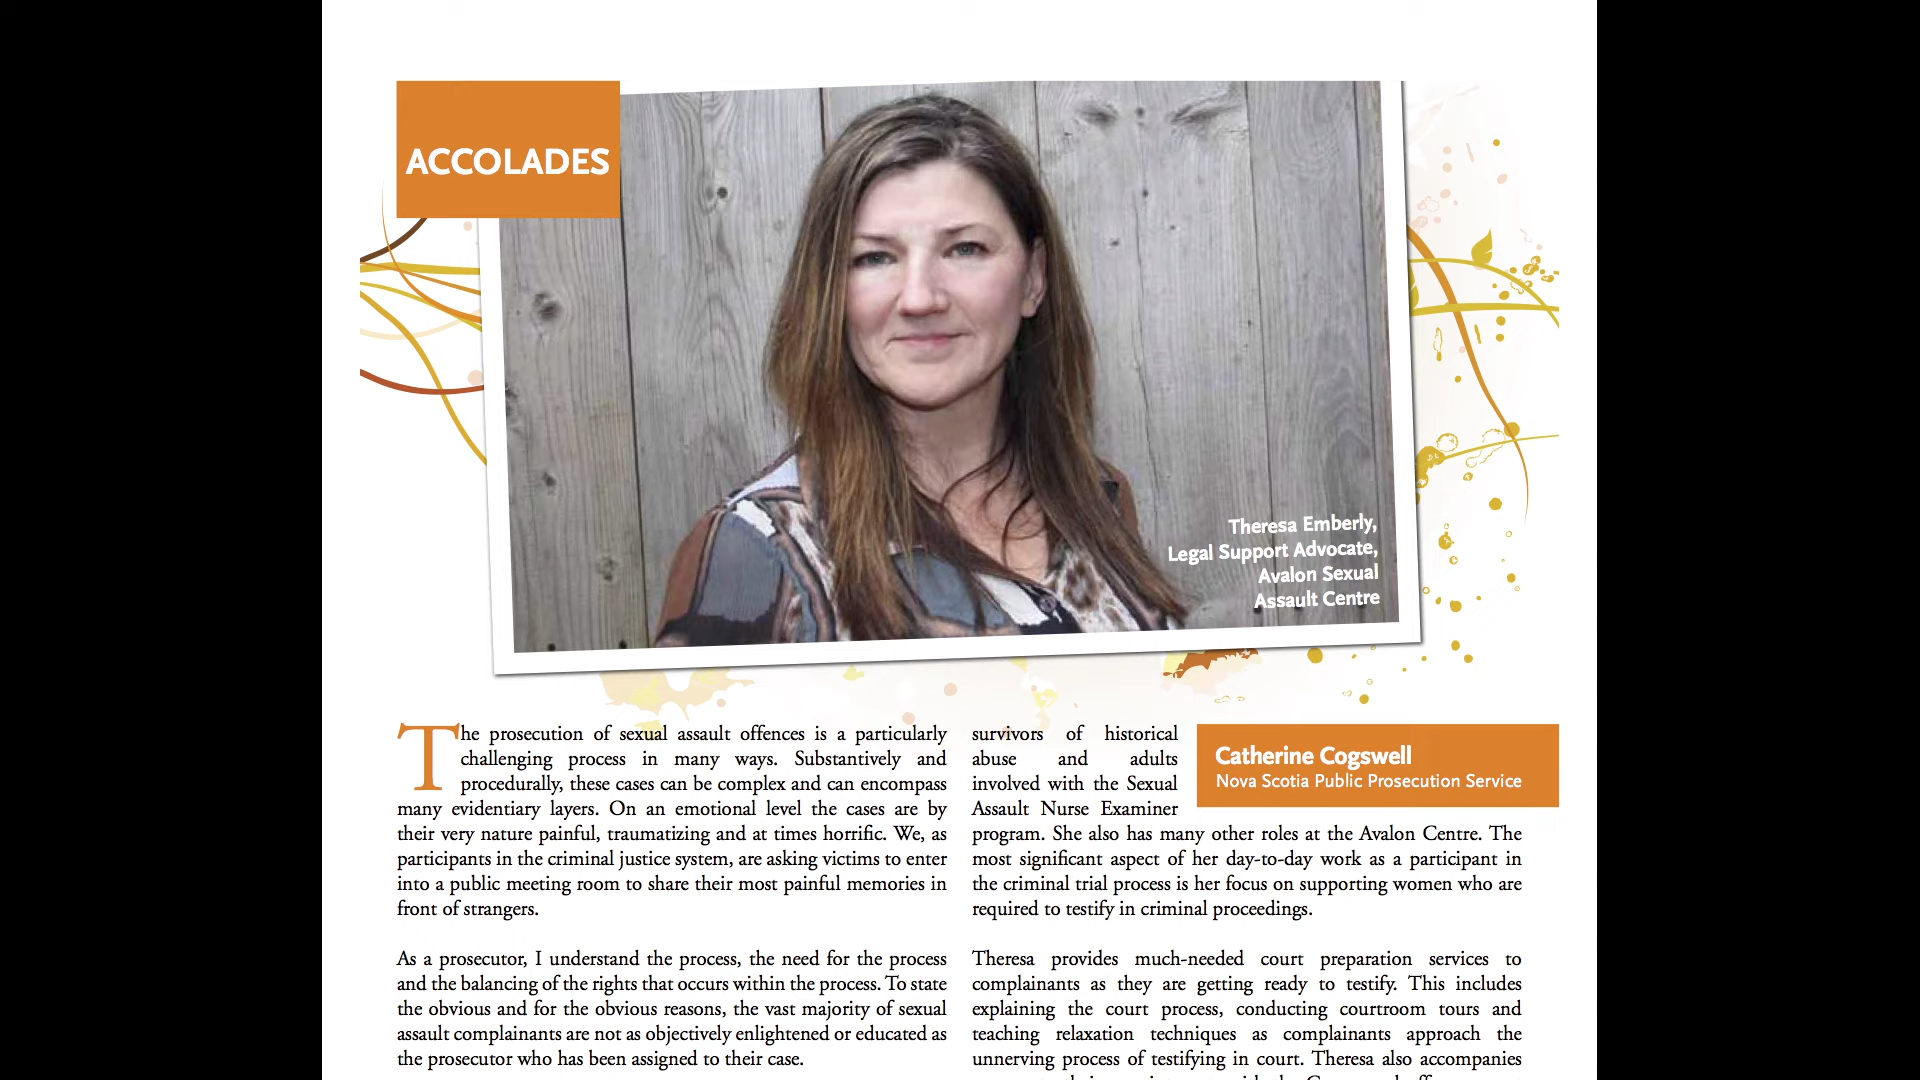 ACCOLADES
Theresa Emberly,
Legal Support Advocate,
Avalon Sexual
Assault Centre
The prosecution of sexual assault offences is a particularly
challenging process in many ways. Substantively and
procedurally, these cases can be complex and can encompass
many evidentiary layers. On an emotional level the cases are by
their very nature painful, traumatizing and at times horrific. We, as
participants in the criminal justice system, are asking victims to enter
into a public meeting room to share their most painful memories in
front of strangers.
As a prosecutor, I understand the process, the need for the process
and the balancing of the rights that occurs within the process. To state
the obvious and for the obvious reasons, the vast majority of sexual
assault complainants are not as objectively enlightened or educated as
the prosecutor who has been assigned to their case.
Catherine Cogswell
Nova Scotia Public Prosecution Service
survivors of historical
abuse and adults
involved with the Sexual
Assault Nurse Examiner
program. She also has many other roles at the Avalon Centre. The
most significant aspect of her day-to-day work as a participant in
the criminal trial process is her focus on supporting women who are
required to testify in criminal proceedings.
Theresa provides much-needed court preparation services to
complainants as they are getting ready to testify. This includes
explaining the court process, conducting courtroom tours and
teaching relaxation techniques as complainants approach the
unnerving process of testifying in court. Theresa also accompanies